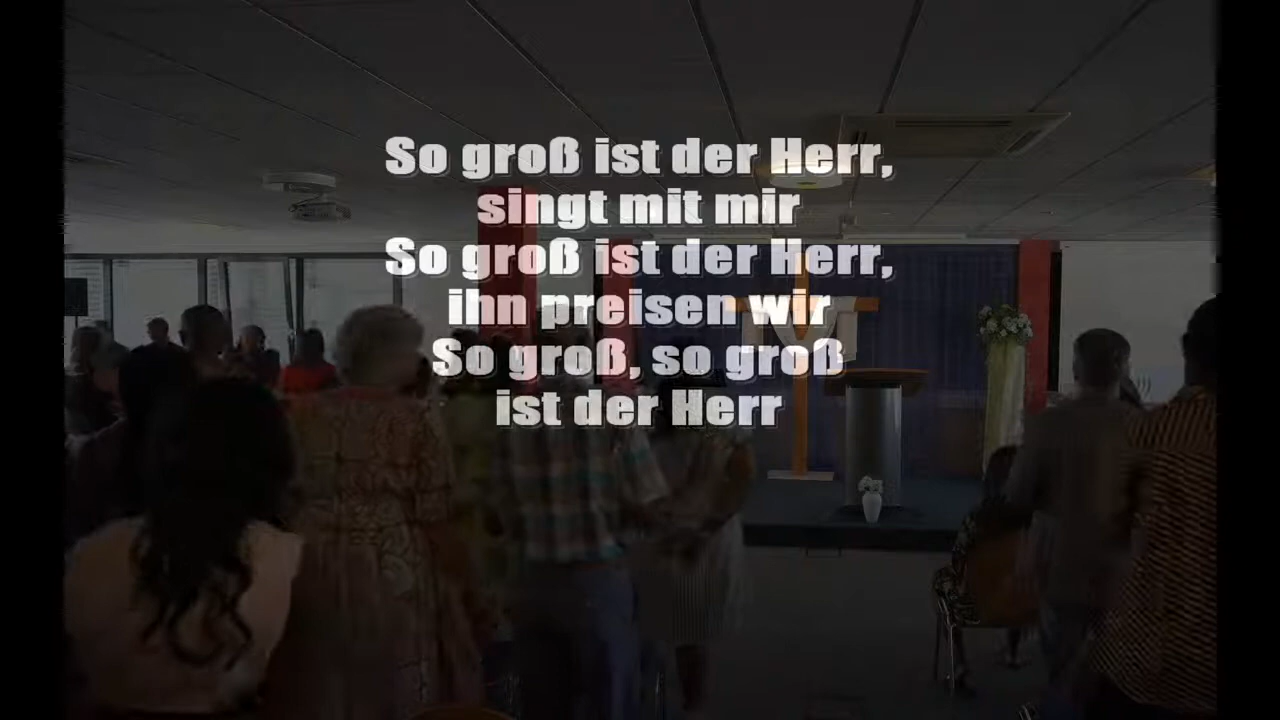 So groß ist der Herr,
singt mit mir
So groß ist der Herr,
ihn preisen wir
So groß, so groß
ist der Herr